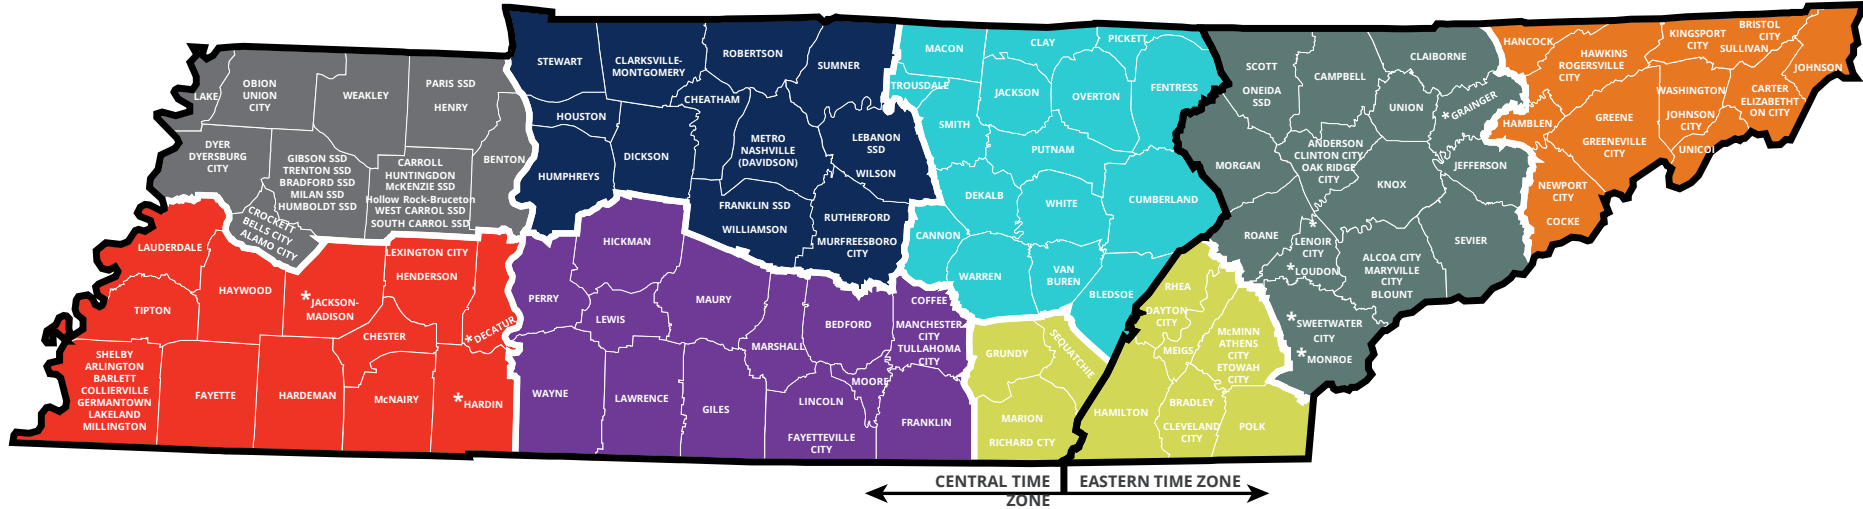 LAKE
OBION
UNION
CITY
WEAKLEY
PARIS SSD
HENRY
DYER
DYERSBURG
CITY
GIBSON SSD
TRENTON SSD
BRADFORD SSD
MILAN SSD
HUMBOLDT SSD
CARROLL
HUNTINGDON
McKENZIE SSD
Hollow Rock-Bruceton
WEST CARROL SSD
SOUTH CARROL SSD
BENTON
CROCKETT
BELLS CITY
ALAMO CITY
LAUDERDALE
TIPTON
HAYWOOD
*JACKSON-
MADISON
LEXINGTON CITY
HENDERSON
CHESTER
*DECATUR
SHELBY
ARLINGTON
BARLETT
COLLIERVILLE
GERMANTOWN
LAKELAND
MILLINGTON
FAYETTE
HARDEMAN
McNAIRY
*HARDIN
STEWART
CLARKSVILLE-
MONTGOMERY
ROBERTSON
SUMNER
CHEATHAM
HOUSTON
DICKSON
HUMPHREYS
METRO
NASHVILLE
(DAVIDSON)
LEBANON
SSD
WILSON
FRANKLIN SSD
WILLIAMSON
RUTHERFORD
MURFREESBORO
CITY
HICKMAN
PERRY
LEWIS
MAURY
MARSHALL
BEDFORD
COFFEE
MANCHESTER
CITY
TULLAHOMA
CITY
MOORE
WAYNE
LAWRENCE
GILES
LINCOLN
FAYETTEVILLE
CITY
FRANKLIN
MACON
CLAY
PICKETT
TROUSDALE
JACKSON
OVERTON
FENTRESS
SMITH
PUTNAM
DEKALB
WHITE
CUMBERLAND
CANNON
WARREN
VAN
BUREN
BLEDSOE
GRUNDY
SEQUATCHIE
MARION
RICHARD CTY
RHEA
DAYTON
CITY
MEIGS
McMINN
ATHENS
CITY
ETOWAH
CITY
HAMILTON
BRADLEY
CLEVELAND
CITY
POLK
SCOTT
ONEIDA
SSD
CAMPBELL
CLAIBORNE
UNION
*GRAINGER
MORGAN
ANDERSON
CLINTON CITY
OAK RIDGE
CITY
KNOX
JEFFERSON
ROANE
*
LENOIR
CITY
*LOUDON
ALCOA CITY
MARYVILLE
CITY
BLOUNT
SEVIER
*SWEETWATER
CITY
*MONROE
HANCOCK
HAWKINS
ROGERSVILLE
CITY
KINGSPORT
CITY
BRISTOL
CITY
SULLIVAN
JOHNSON
WASHINGTON
JOHNSON
CITY
CARTER
ELIZABETHT
ON CITY
HAMBLEN
GREENE
GREENEVILLE
CITY
UNICOI
NEWPORT
CITY
COCKE
CENTRAL TIME
ZONE
EASTERN TIME ZONE